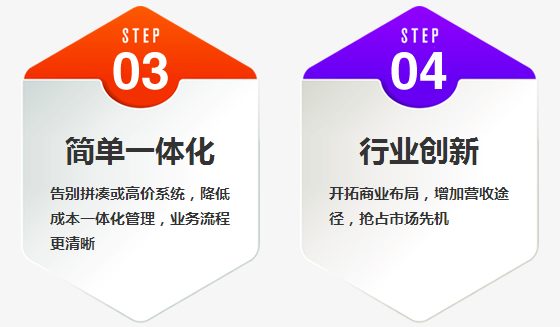 STEP
03
简单一体化
告别拼凑或高价系统，降低
成本一体化管理，业务流程
更清晰
STEP
04
行业创新
开拓商业布局，增加营收途
径，抢占市场先机